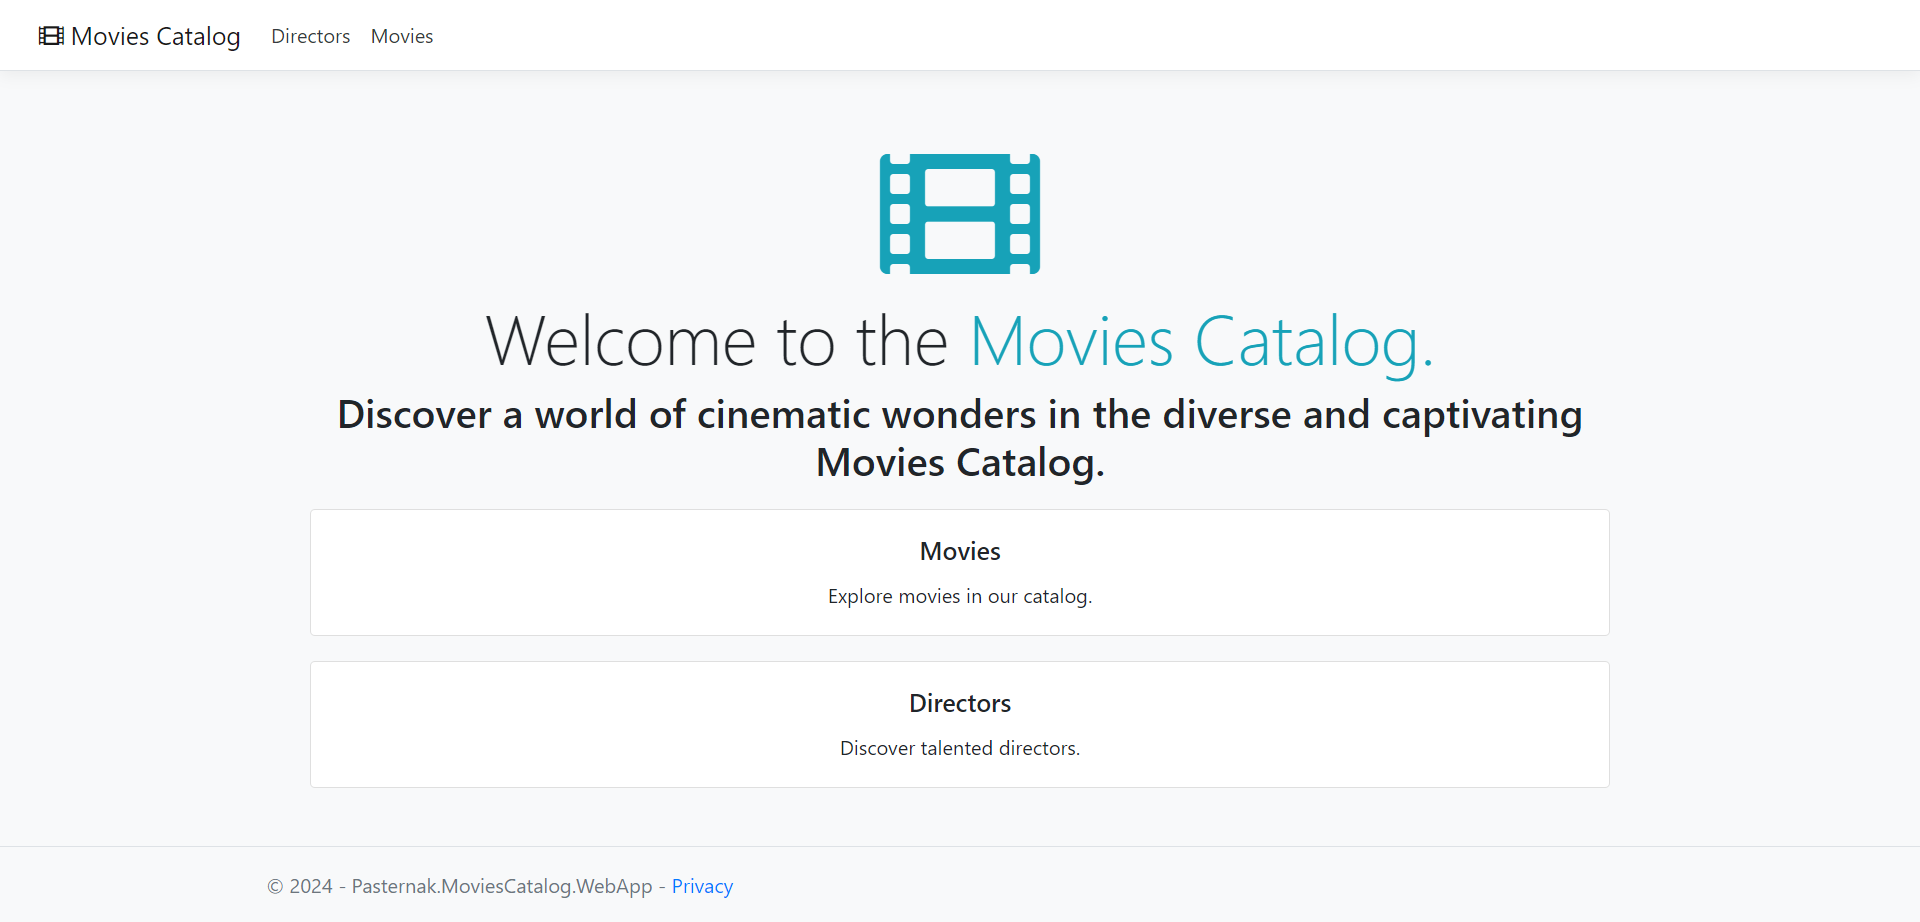 Movies Catalog Directors Movies
Welcome to the Movies Catalog.
Discover a world of cinematic wonders in the diverse and captivating
Movies Catalog.
Movies
Explore movies in our catalog.
Directors
Discover talented directors.
© 2024 - Pasternak.MoviesCatalog.WebApp - Privacy